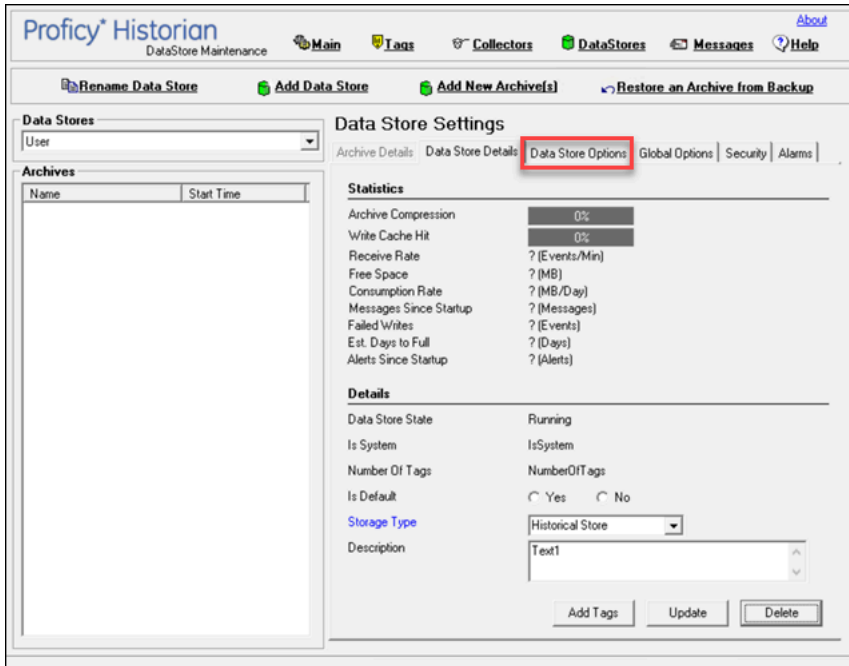 Proficy* Historian
DataStore Maintenance
About
Main Tags Collectors DataStores Messages Help
Rename Data Store Add Data Store Add New Archive[s] Restore an Archive from Backup
Data Stores
User
Archives
Name Start Time
Data Store Settings
Archive Details Data Store Details Data Store Options Global Options Security Alarms
Statistics
Archive Compression 0%
Write Cache Hit 0%
Receive Rate ? (Events/Min)
Free Space ? (MB)
Consumption Rate ? (MB/Day)
Messages Since Startup ? (Messages)
Failed Writes ? (Events)
Est. Days to Full ? (Days)
Alerts Since Startup ? (Alerts)
Details
Data Store State Running
Is System IsSystem
Number Of Tags NumberOfTags
Is Default Yes No
Storage Type Historical Store
Description Text1
Add Tags Update Delete